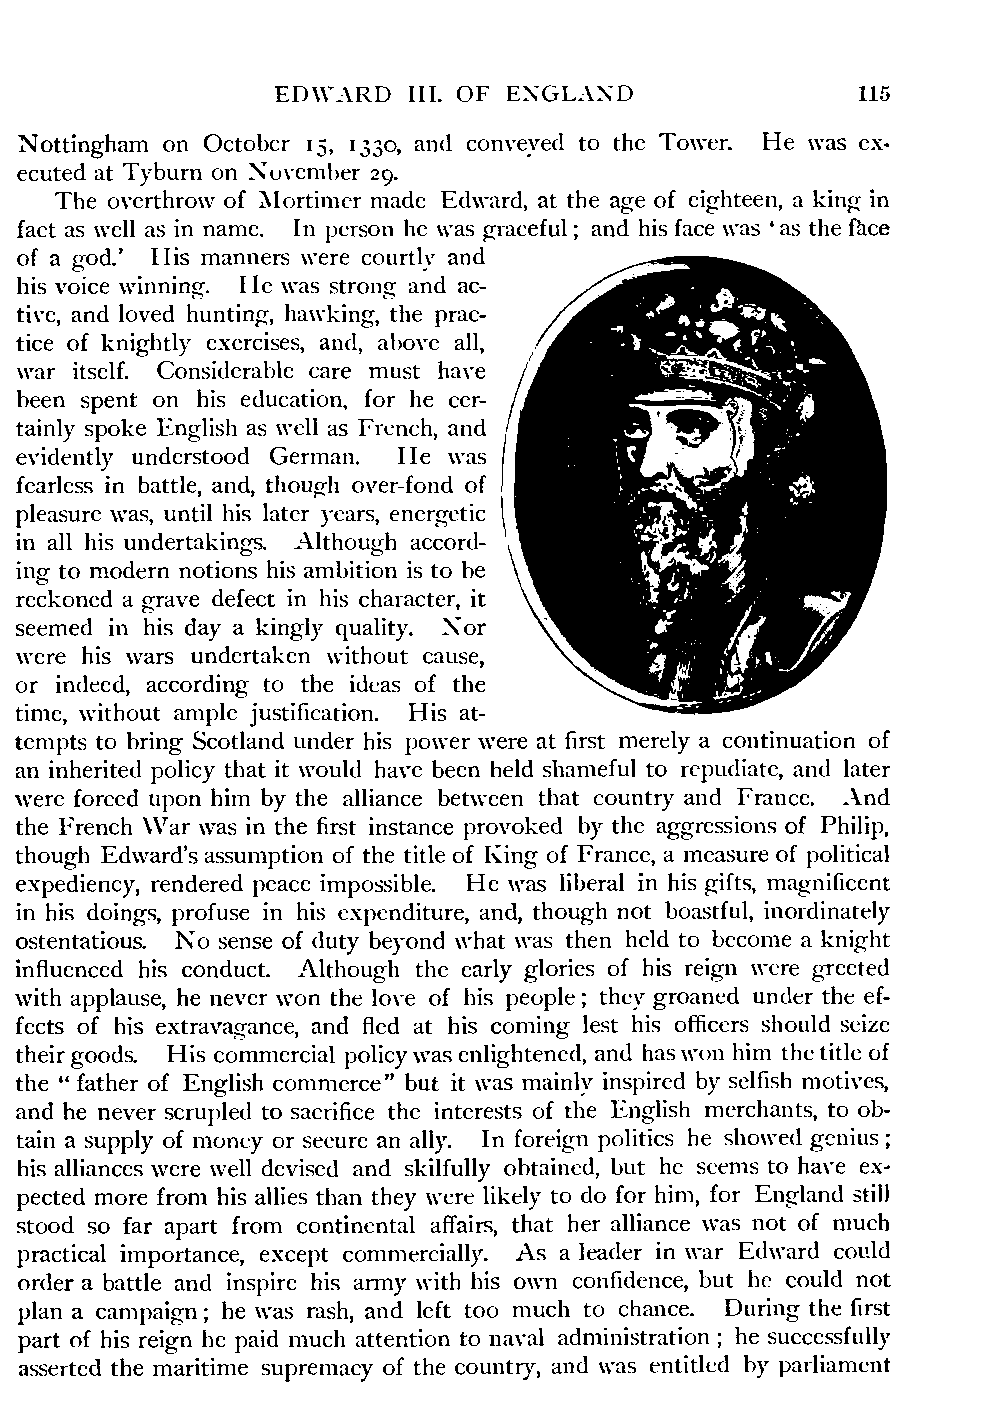 EDWARD III. OF ENGLAND 115
Nottingham on October 15, 1330, and conveyed to the Tower. He was ex-
ecuted at Tyburn on November 29.
The overthrow of Mortimer made Edward, at the age of eighteen, a king in
fact as well as in name. In person he was graceful; and his face was ‘as the face
of a god.’ His manners were courtly and
his voice winning. He was strong and ac-
tive, and loved hunting, hawking, the prac-
tice of knightly exercises, and, above all,
war itself. Considerable care must have
been spent on his education, for he cer-
tainly spoke English as well as French, and
evidently understood German. He was
fearless in battle, and, though over-fond of
pleasure was, until his later years, energetic
in all his undertakings. Although accord-
ing to modern notions his ambition is to be
reckoned a grave defect in his character, it
seemed in his day a kingly quality. Nor
were his wars undertaken without cause,
or indeed, according to the ideas of the
time, without ample justification. His at-
tempts to bring Scotland under his power were at first merely a continuation of
an inherited policy that it would have been held shameful to repudiate, and later
were forced upon him by the alliance between that country and France. And
the French War was in the first instance provoked by the aggressions of Philip,
though Edward's assumption of the title of King of France, a measure of political
expediency, rendered peace impossible. He was liberal in his gifts, magnificent
in his doings, profuse in his expenditure, and, though not boastful, inordinately
ostentatious. No sense of duty beyond what was then held to become a knight
influenced his conduct. Although the early glories of his reign were greeted
with applause, he never won the love of his people; they groaned under the ef-
fects of his extravagance, and fled at his coming lest his officers should seize
their goods. His commercial policy was enlightened, and has won him the title of
the “father of English commerce” but it was mainly inspired by selfish motives,
and he never scrupled to sacrifice the interests of the English merchants, to ob-
tain a supply of money or secure an ally. In foreign politics he showed genius;
his alliances were well devised and skilfully obtained, but he seems to have ex-
pected more from his allies than they were likely to do for him, for England still
stood so far apart from continental affairs, that her alliance was not of much
practical importance, except commercially. As a leader in war Edward could
order a battle and inspire his army with his own confidence, but he could not
plan a campaign; he was rash, and left too much to chance. During the first
part of his reign he paid much attention to naval administration; he successfully
asserted the maritime supremacy of the country, and was entitled by parliament